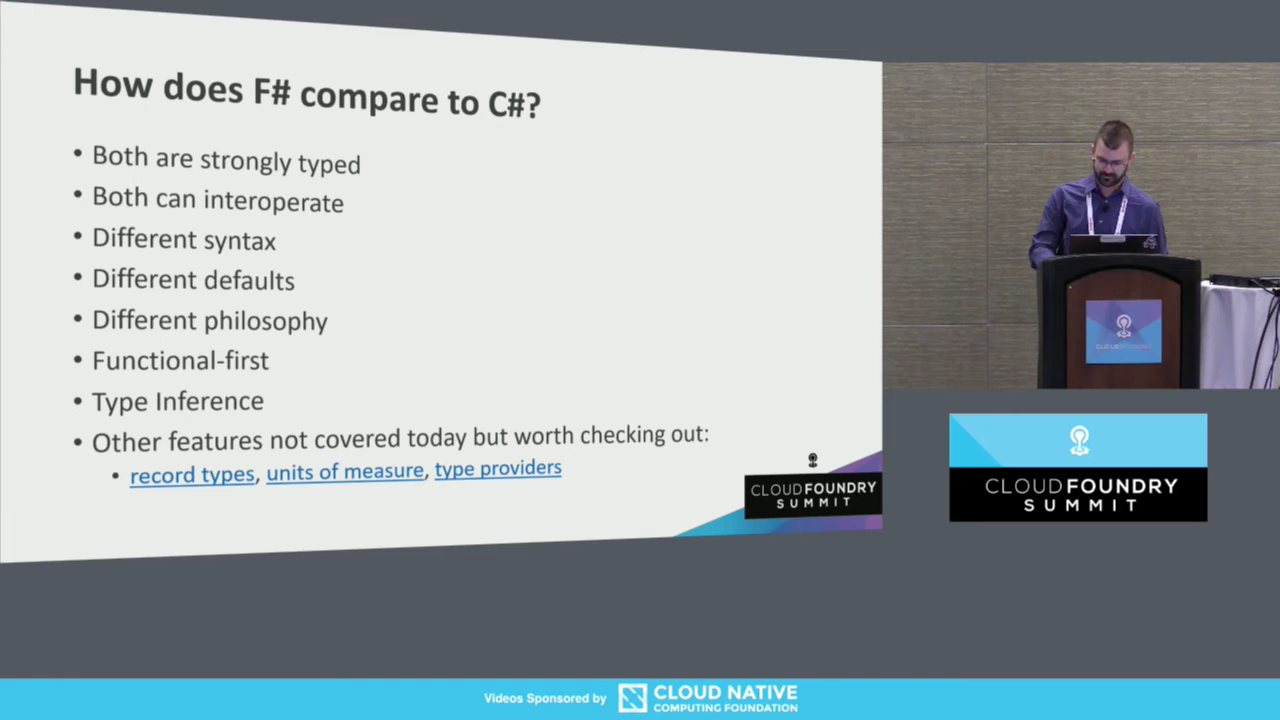 How does F# compare to C#?
• Both are strongly typed
• Both can interoperate
• Different syntax
• Different defaults
• Different philosophy
• Functional-first
• Type Inference
• Other features not covered today but worth checking out:
• record types, units of measure, type providers
CLOUDFOUNDRY
SUMMIT
CLOUDFOUNDRY
CLOUDFOUNDRY
SUMMIT
Videos Sponsored by
CLOUD NATIVE
COMPUTING FOUNDATION